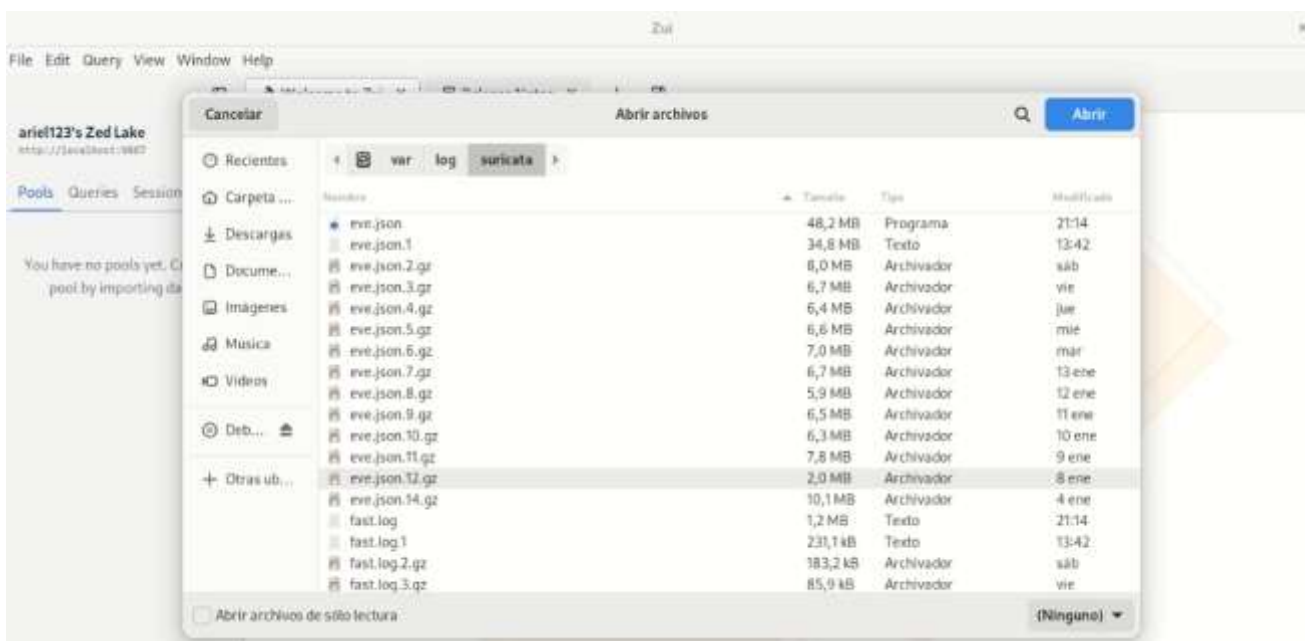 Zui
File Edit Query View Window Help
Cancelar Abrir archivos Abrir
ariel123's Zed Lake
Recientes var log suricata
Pools Queries Session Carpeta ... Nombre Tamaño Tipo Modificado
eve.json 48,2 MB Programa 21:14
Descargas eve.json.1 34,8 MB Texto 13:42
You have no pools yet. Docume... eve.json.2.gz 8,0 MB Archivador sáb
pool by importing eve.json.3.gz 6,7 MB Archivador vie
Imágenes eve.json.4.gz 6,4 MB Archivador jue
eve.json.5.gz 6,6 MB Archivador mié
Música eve.json.6.gz 7,0 MB Archivador mar
eve.json.7.gz 6,7 MB Archivador 13 ene
Vídeos eve.json.8.gz 5,9 MB Archivador 12 ene
eve.json.9.gz 6,5 MB Archivador 11 ene
Deb... eve.json.10.gz 6,3 MB Archivador 10 ene
eve.json.11.gz 7,8 MB Archivador 9 ene
+ Otras ub... eve.json.12.gz 2,0 MB Archivador 8 ene
eve.json.14.gz 10,1 MB Archivador 4 ene
fast.log 1,2 MB Texto 21:14
fast.log.1 231,1 kB Texto 13:42
fast.log.2.gz 183,2 kB Archivador sáb
fast.log.3.gz 85,9 kB Archivador vie
Abrir archivos de sólo lectura (Ninguno)